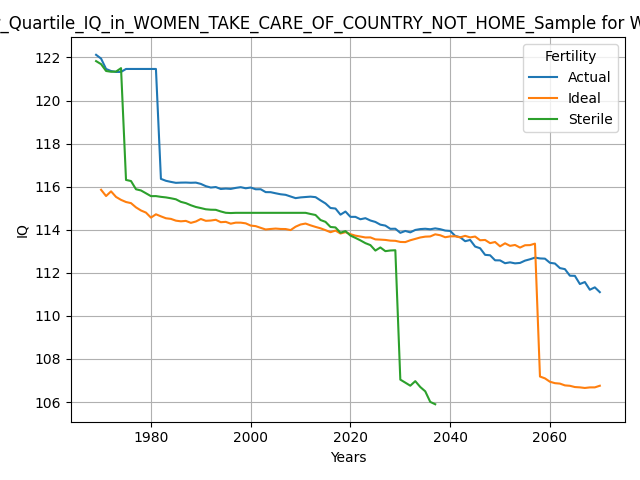 _Quartile_IQ_in_WOMEN_TAKE_CARE_OF_COUNTRY_NOT_HOME_Sample for
Fertility
Actual
Ideal
Sterile
122
120
118
116
114
112
110
108
106
IQ
1980
2000
2020
2040
2060
Years